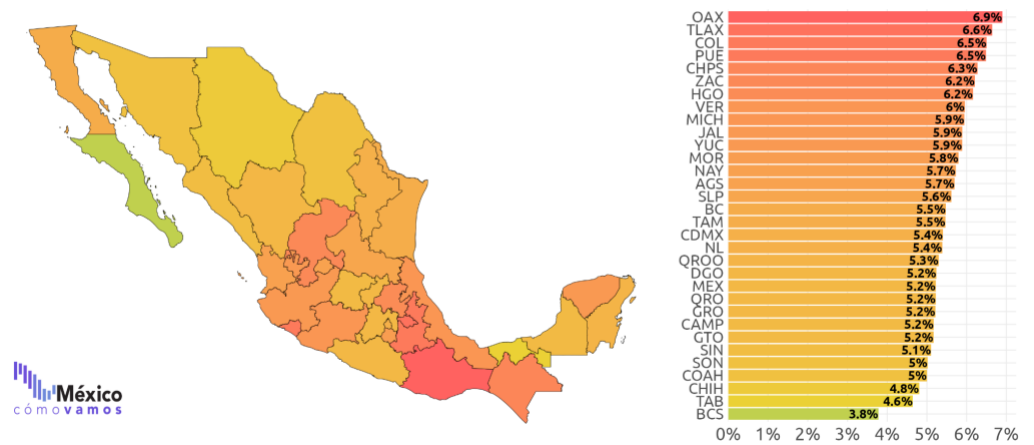 OAX 6.9%
TLAX 6.6%
COL 6.5%
PUE 6.5%
CHPS 6.3%
ZAC 6.2%
HGO 6.2%
VER 6%
MICH 5.9%
JAL 5.9%
YUC 5.9%
MOR 5.8%
NAY 5.7%
AGS 5.7%
SLP 5.6%
BC 5.5%
TAM 5.5%
CDMX 5.4%
NL 5.4%
QROO 5.3%
DGO 5.2%
MEX 5.2%
QRO 5.2%
GRO 5.2%
CAMP 5.2%
GTO 5.2%
SIN 5.1%
SON 5%
COAH 5%
CHIH 4.8%
TAB 4.6%
BCS 3.8%
0% 1% 2% 3% 4% 5% 6% 7%
México
cómovamos